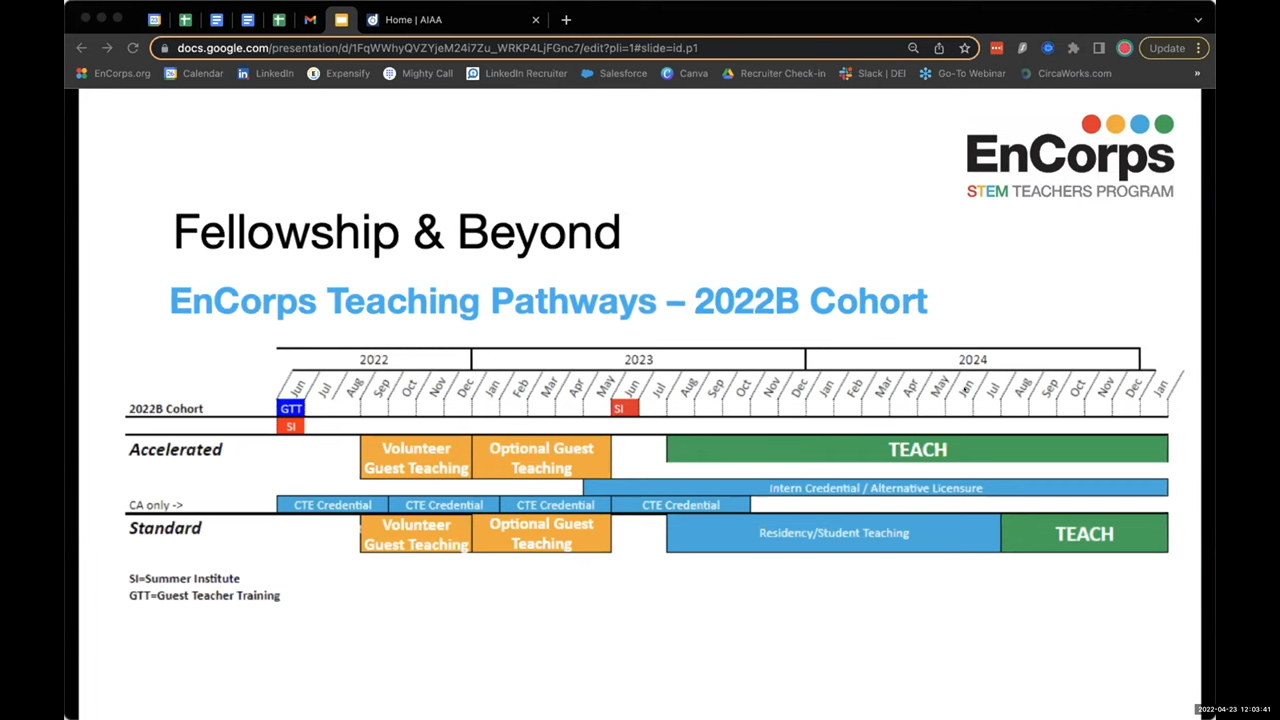 Home | AIAA
docs.google.com/presentation/d/1FqWWhyQVZYjeM24i7Zu_WRKP4LjFGnc7/edit?pli=1#slide=id.p1
Update
EnCorps.org Calendar LinkedIn Expensify Mighty Call LinkedIn Recruiter Salesforce Canva Recruiter Check-in Slack | DEI Go-To Webinar CircaWorks.com »
EnCorps
STEM TEACHERS PROGRAM
Fellowship & Beyond
EnCorps Teaching Pathways – 2022B Cohort
2022 2023 2024
Jun Jul Aug Sep Oct Nov Dec Jan Feb Mar Apr May Jun Jul Aug Sep Oct Nov Dec Jan Feb Mar Apr May Jun Jul Aug Sep Oct Nov Dec Jan
2022B Cohort GTT SI
SI
Accelerated Volunteer Guest Teaching Optional Guest Teaching TEACH
Intern Credential / Alternative Licensure
CA only -> CTE Credential CTE Credential CTE Credential CTE Credential
Standard Volunteer Guest Teaching Optional Guest Teaching Residency/Student Teaching TEACH
SI=Summer Institute
GTT=Guest Teacher Training
2022-04-23 12:03:41